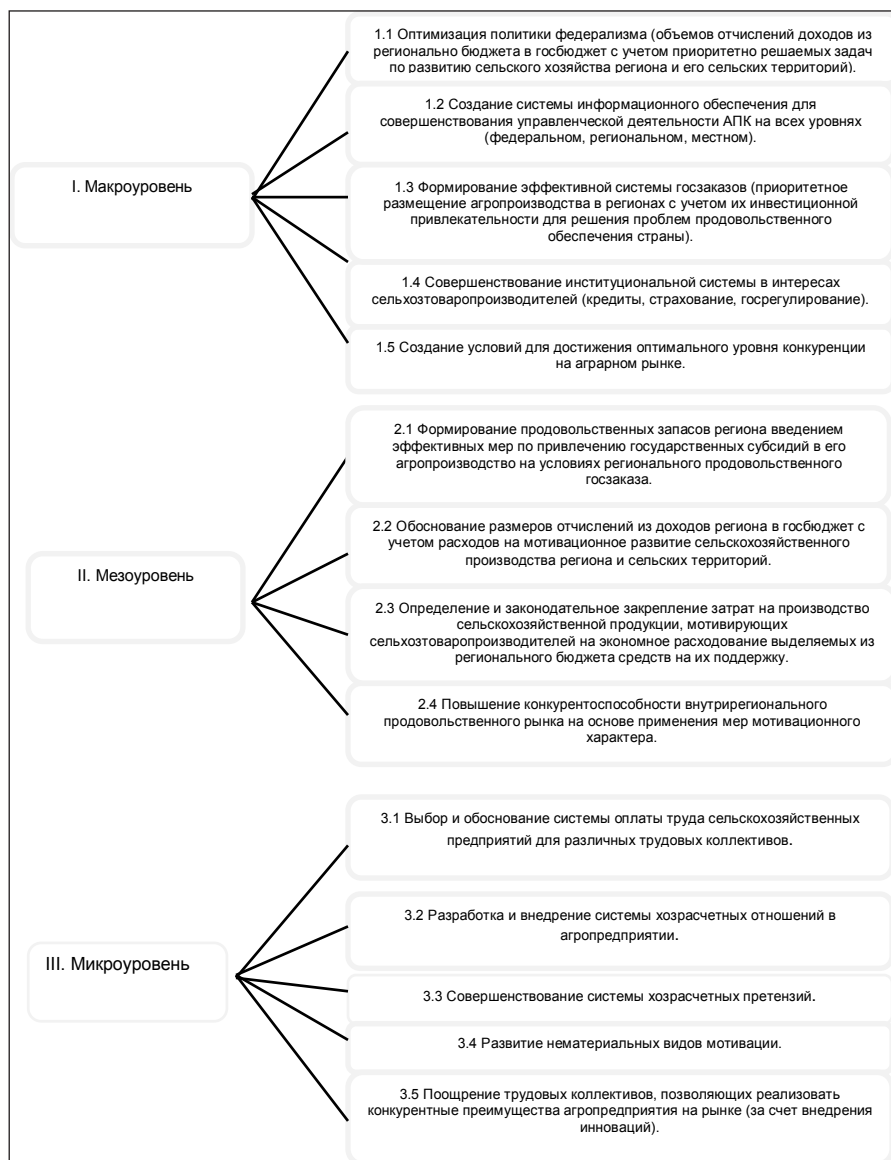 I. Макроуровень
1.1 Оптимизация политики федерализма (объемов отчислений доходов из
регионально бюджета в госбюджет с учетом приоритетно решаемых задач
по развитию сельского хозяйства региона и его сельских территорий).
1.2 Создание системы информационного обеспечения для
совершенствования управленческой деятельности АПК на всех уровнях
(федеральном, региональном, местном).
1.3 Формирование эффективной системы госзаказов (приоритетное
размещение агропроизводства в регионах с учетом их инвестиционной
привлекательности для решения проблем продовольственного
обеспечения страны).
1.4 Совершенствование институциональной системы в интересах
сельхозтоваропроизводителей (кредиты, страхование, госрегулирование).
1.5 Создание условий для достижения оптимального уровня конкуренции
на аграрном рынке.
II. Мезоуровень
2.1 Формирование продовольственных запасов региона введением
эффективных мер по привлечению государственных субсидий в его
агропроизводство на условиях регионального продовольственного
госзаказа.
2.2 Обоснование размеров отчислений из доходов региона в госбюджет с
учетом расходов на мотивационное развитие сельскохозяйственного
производства региона и сельских территорий.
2.3 Определение и законодательное закрепление затрат на производство
сельскохозяйственной продукции, мотивирующих
сельхозтоваропроизводителей на экономное расходование выделяемых из
регионального бюджета средств на их поддержку.
2.4 Повышение конкурентоспособности внутрирегионального
продовольственного рынка на основе применения мер мотивационного
характера.
III. Микроуровень
3.1 Выбор и обоснование системы оплаты труда сельскохозяйственных
предприятий для различных трудовых коллективов.
3.2 Разработка и внедрение системы хозрасчетных отношений в
агропредприятии.
3.3 Совершенствование системы хозрасчетных претензий.
3.4 Развитие нематериальных видов мотивации.
3.5 Поощрение трудовых коллективов, позволяющих реализовать
конкурентные преимущества агропредприятия на рынке (за счет внедрения
инноваций).